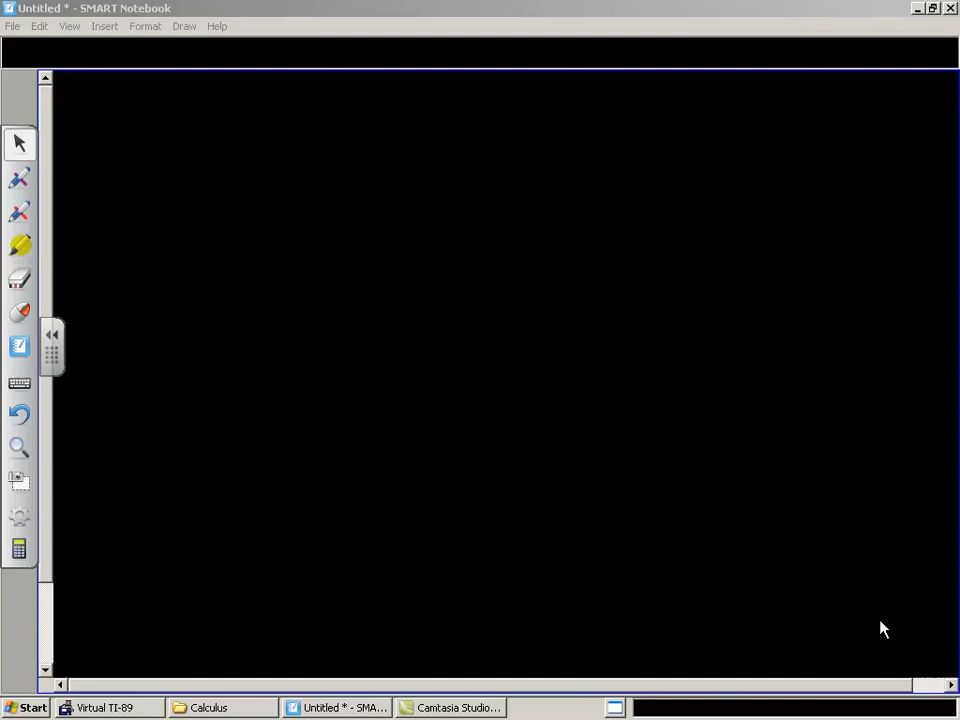 Untitled * - SMART Notebook
File Edit View Insert Format Draw Help
Start Virtual TI-89 Calculus Untitled * - SMA... Camtasia Studio...